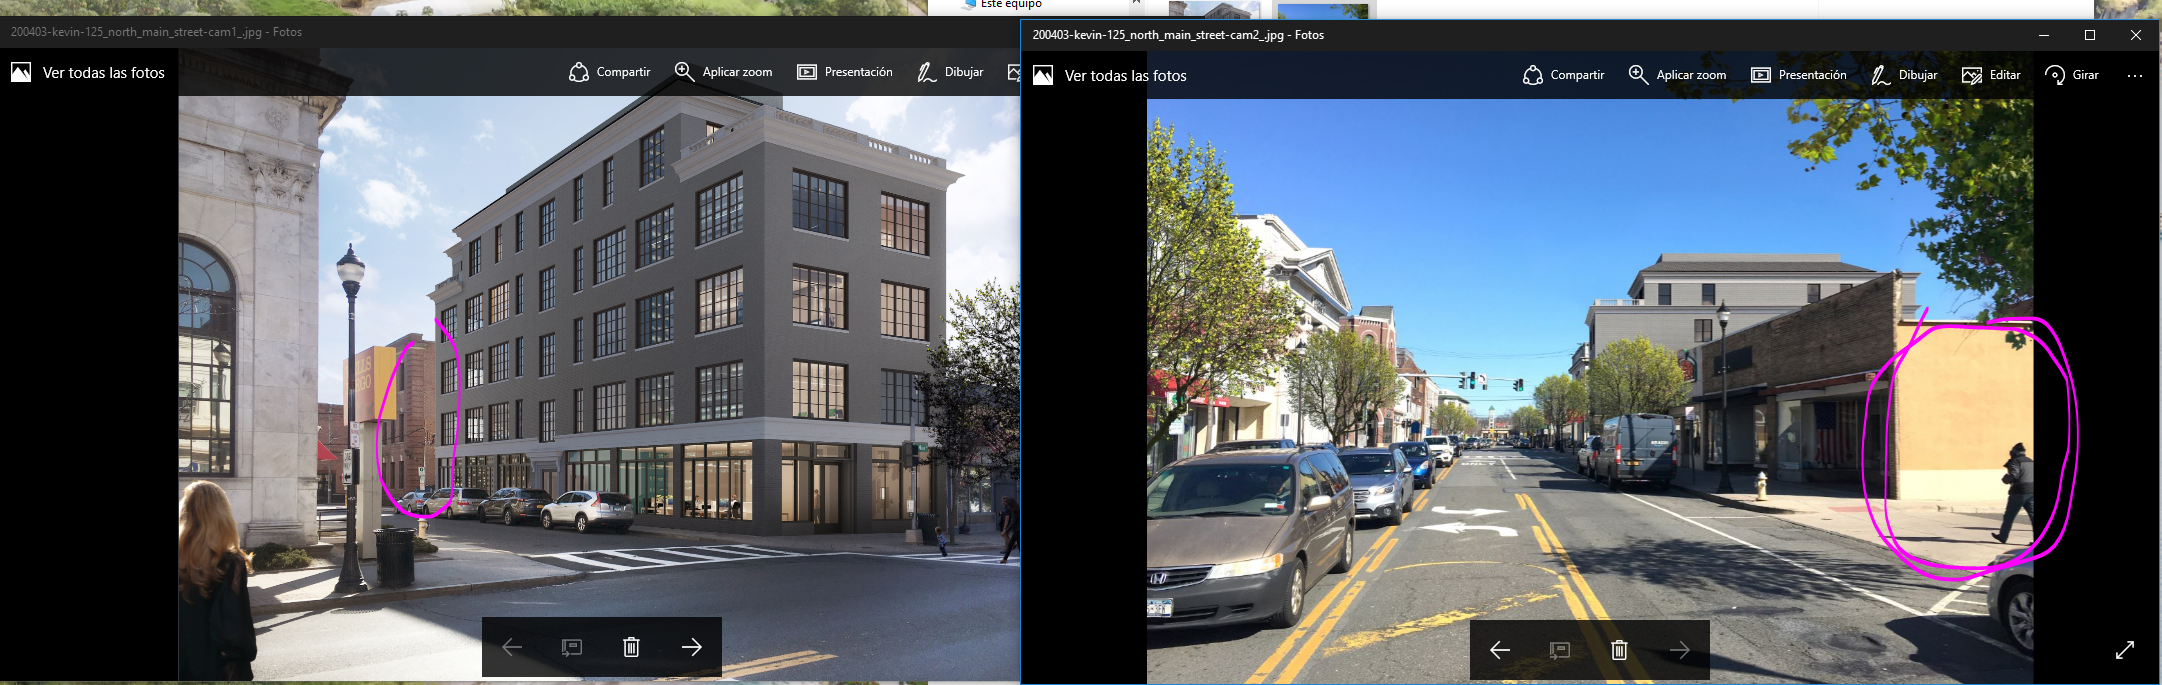 Este equipo
200403-kevin-125_north_main_street-cam1_.jpg - Fotos
Ver todas las fotos
Compartir
Aplicar zoom
Presentación
Dibujar
200403-kevin-125_north_main_street-cam2_.jpg - Fotos
Ver todas las fotos
Compartir
Aplicar zoom
Presentación
Dibujar
Editar
Girar
ONLY